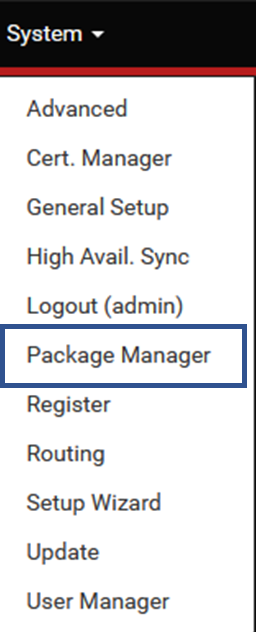 System
Advanced
Cert. Manager
General Setup
High Avail. Sync
Logout (admin)
Package Manager
Register
Routing
Setup Wizard
Update
User Manager